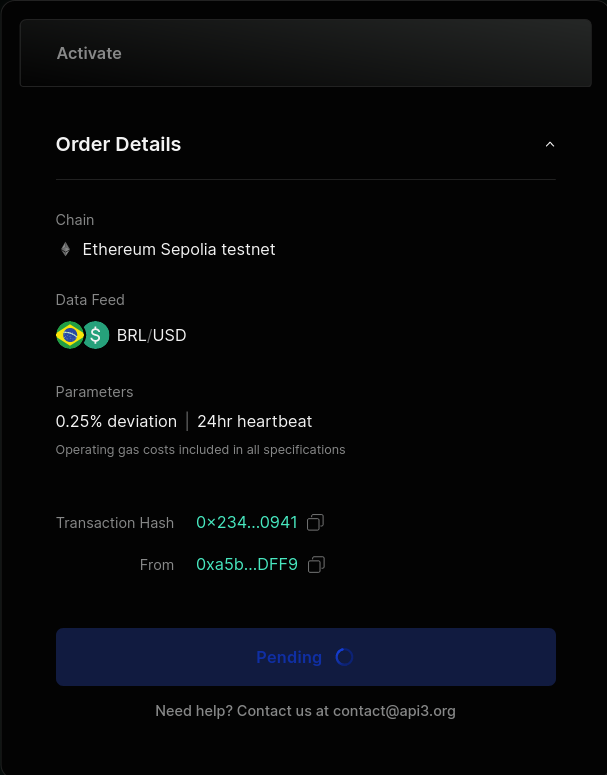 Activate
Order Details
Chain
Ethereum Sepolia testnet
Data Feed
$ BRL/USD
Parameters
0.25% deviation | 24hr heartbeat
Operating gas costs included in all specifications
Transaction Hash 0×234...0941
From 0xa5b...DFF9
Pending
Need help? Contact us at contact@api3.org